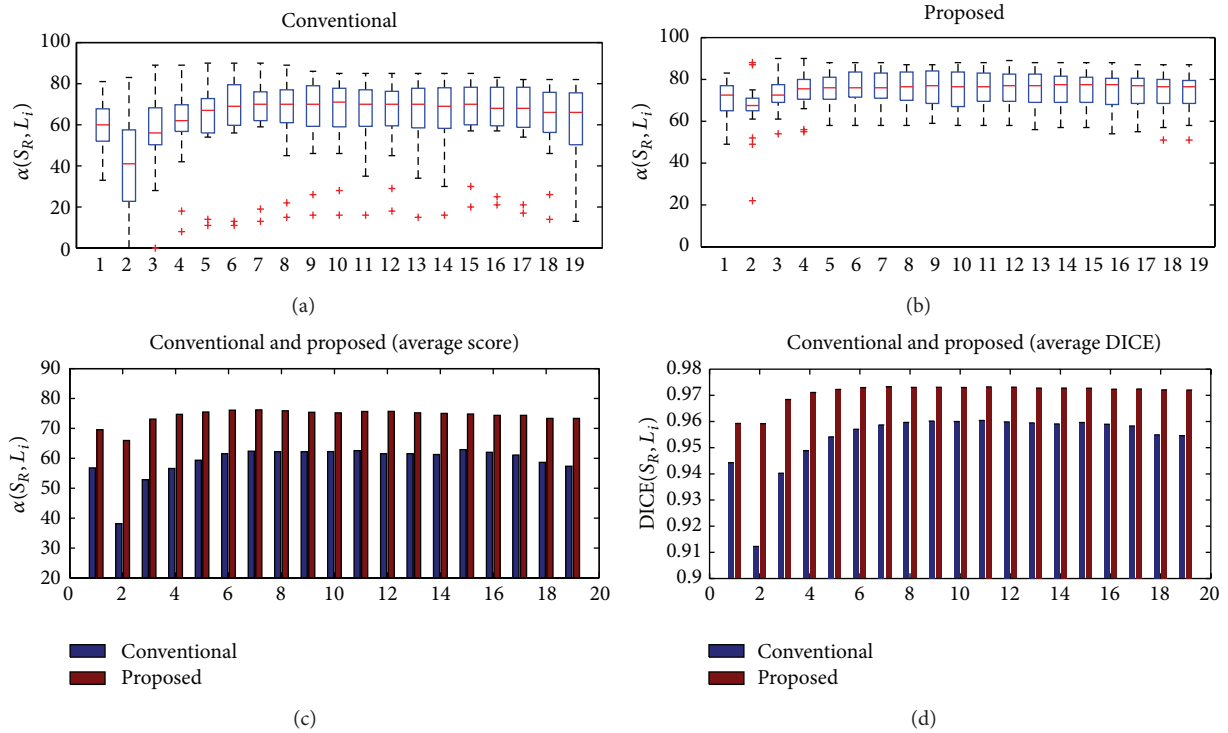 Conventional
100
80
60
40
20
0
α(S_R, L_i)
1 2 3 4 5 6 7 8 9 10 11 12 13 14 15 16 17 18 19
(a)
Proposed
100
80
60
40
20
0
α(S_R, L_i)
1 2 3 4 5 6 7 8 9 10 11 12 13 14 15 16 17 18 19
(b)
Conventional and proposed (average score)
90
80
70
60
50
40
30
20
α(S_R, L_i)
0 2 4 6 8 10 12 14 16 18 20
Conventional
Proposed
(c)
Conventional and proposed (average DICE)
0.98
0.97
0.96
0.95
0.94
0.93
0.92
0.91
0.9
DICE(S_R, L_i)
0 2 4 6 8 10 12 14 16 18 20
Conventional
Proposed
(d)